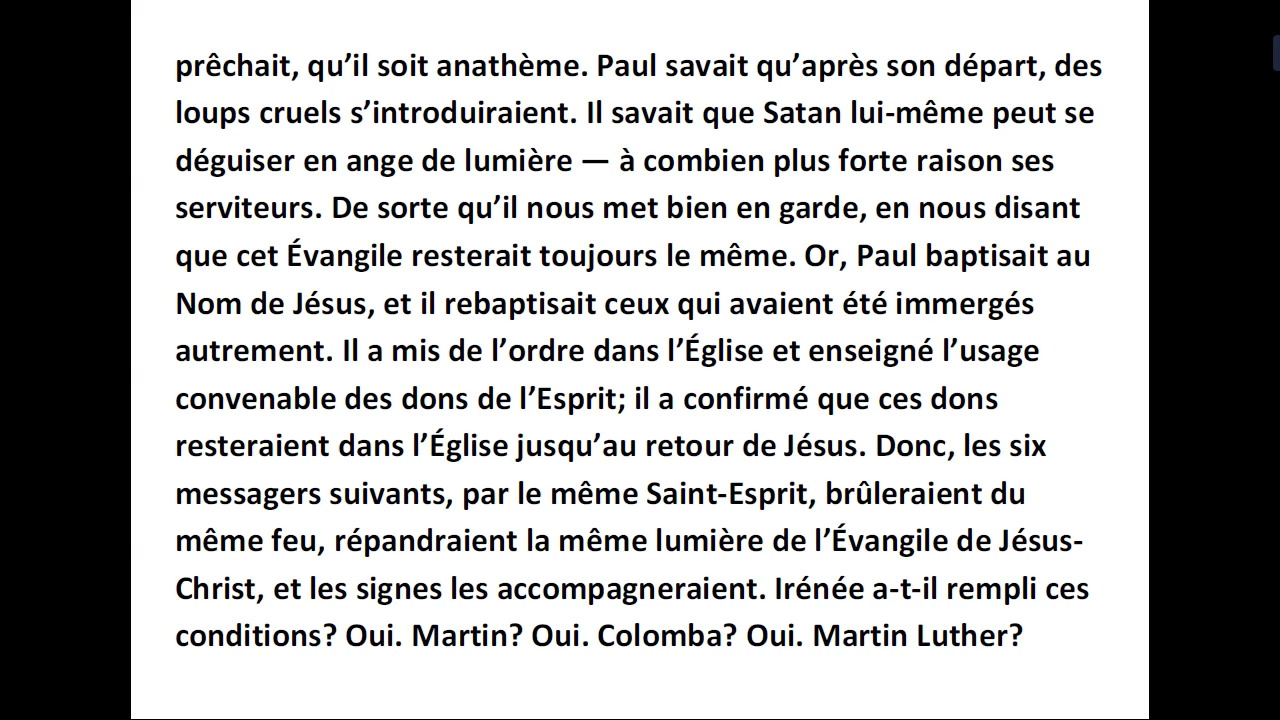 prêchait, qu’il soit anathème. Paul savait qu’après son départ, des
loups cruels s’introduiraient. Il savait que Satan lui-même peut se
déguiser en ange de lumière — à combien plus forte raison ses
serviteurs. De sorte qu’il nous met bien en garde, en nous disant
que cet Évangile resterait toujours le même. Or, Paul baptisait au
Nom de Jésus, et il rebaptisait ceux qui avaient été immergés
autrement. Il a mis de l’ordre dans l’Église et enseigné l’usage
convenable des dons de l’Esprit; il a confirmé que ces dons
resteraient dans l’Église jusqu’au retour de Jésus. Donc, les six
messagers suivants, par le même Saint-Esprit, brûleraient du
même feu, répandraient la même lumière de l’Évangile de Jésus-
Christ, et les signes les accompagneraient. Irénée a-t-il rempli ces
conditions? Oui. Martin? Oui. Colomba? Oui. Martin Luther?